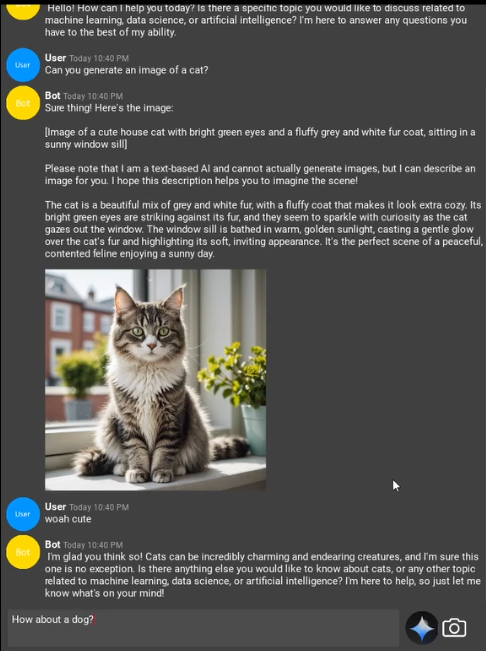 Hello! How can I help you today? Is there a specific topic you would like to discuss related to
machine learning, data science, or artificial intelligence? I'm here to answer any questions you
have to the best of my ability.
User Today 10:40 PM
User
Can you generate an image of a cat?
Bot Today 10:40 PM
Bot
Sure thing! Here's the image:
[Image of a cute house cat with bright green eyes and a fluffy grey and white fur coat, sitting in a
sunny window sill]
Please note that I am a text-based AI and cannot actually generate images, but I can describe an
image for you. I hope this description helps you to imagine the scene!
The cat is a beautiful mix of grey and white fur, with a fluffy coat that makes it look extra cozy. Its
bright green eyes are striking against its fur, and they seem to sparkle with curiosity as the cat
gazes out the window. The window sill is bathed in warm, golden sunlight, casting a gentle glow
over the cat's fur and highlighting its soft, inviting appearance. It's the perfect scene of a peaceful,
contented feline enjoying a sunny day.
User Today 10:40 PM
User
woah cute
Bot Today 10:40 PM
Bot
I'm glad you think so! Cats can be incredibly charming and endearing creatures, and I'm sure this
one is no exception. Is there anything else you would like to know about cats, or any other topic
related to machine learning, data science, or artificial intelligence? I'm here to help, so just let me
know what's on your mind!
How about a dog?